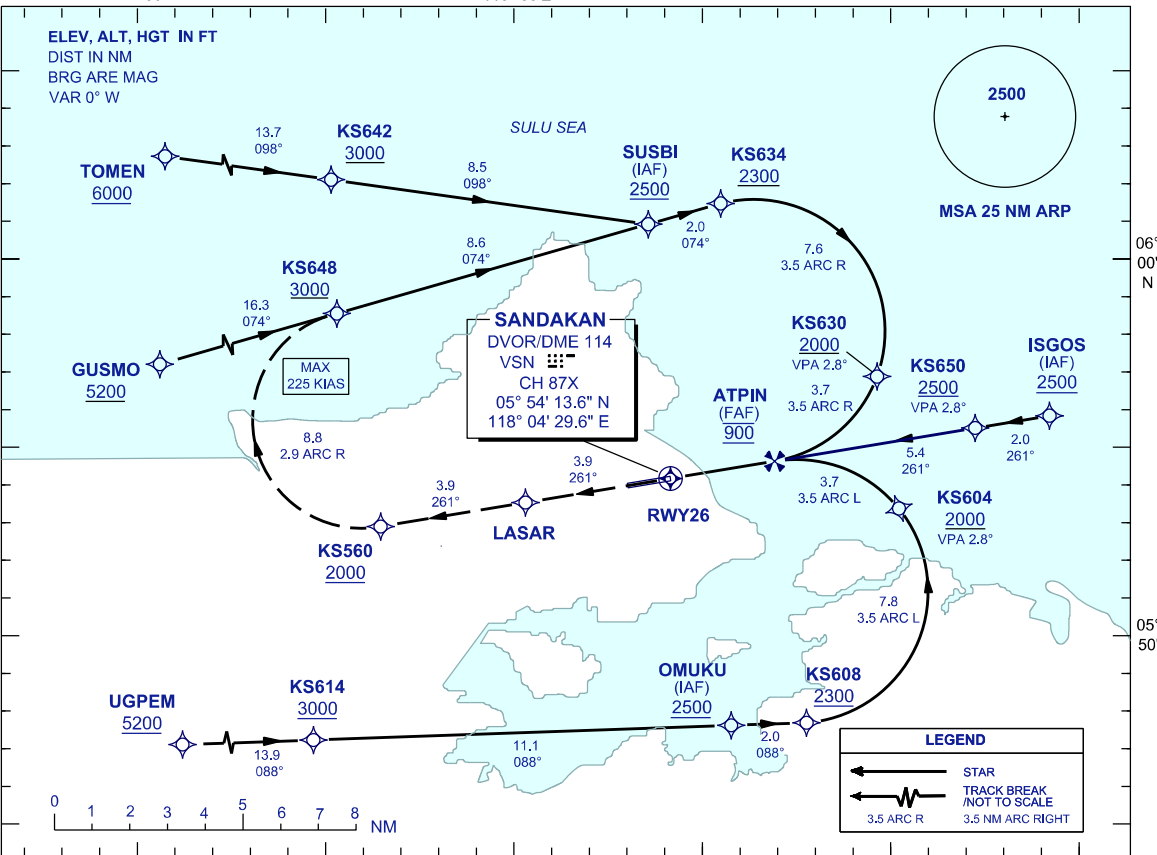 ELEV, ALT, HGT IN FT
DIST IN NM
BRG ARE MAG
VAR 0° W
13.7
098°
KS642
3000
SULU SEA
TOMEN
6000
8.5
098°
SUSBI
(IAF)
2500
KS634
2300
2500
MSA 25 NM ARP
2.0
074°
8.6
074°
7.6
3.5 ARC R
06°
00'
N
KS648
3000
16.3
074°
GUSMO
5200
MAX
225 KIAS
SANDAKAN
DVOR/DME 114
VSN
CH 87X
05° 54' 13.6" N
118° 04' 29.6" E
KS630
2000
VPA 2.8°
ISGOS
(IAF)
2500
KS650
2500
VPA 2.8°
ATPIN
(FAF)
900
3.7
3.5 ARC R
2.0
261°
5.4
261°
8.8
2.9 ARC R
3.9
261°
3.9
261°
3.7
3.5 ARC L
KS604
2000
VPA 2.8°
RWY26
LASAR
KS560
2000
7.8
3.5 ARC L
05°
50'
UGPEM
5200
KS614
3000
OMUKU
(IAF)
2500
KS608
2300
13.9
088°
11.1
088°
2.0
088°
LEGEND
STAR
TRACK BREAK
/NOT TO SCALE
3.5 ARC R
3.5 NM ARC RIGHT
0 1 2 3 4 5 6 7 8 NM